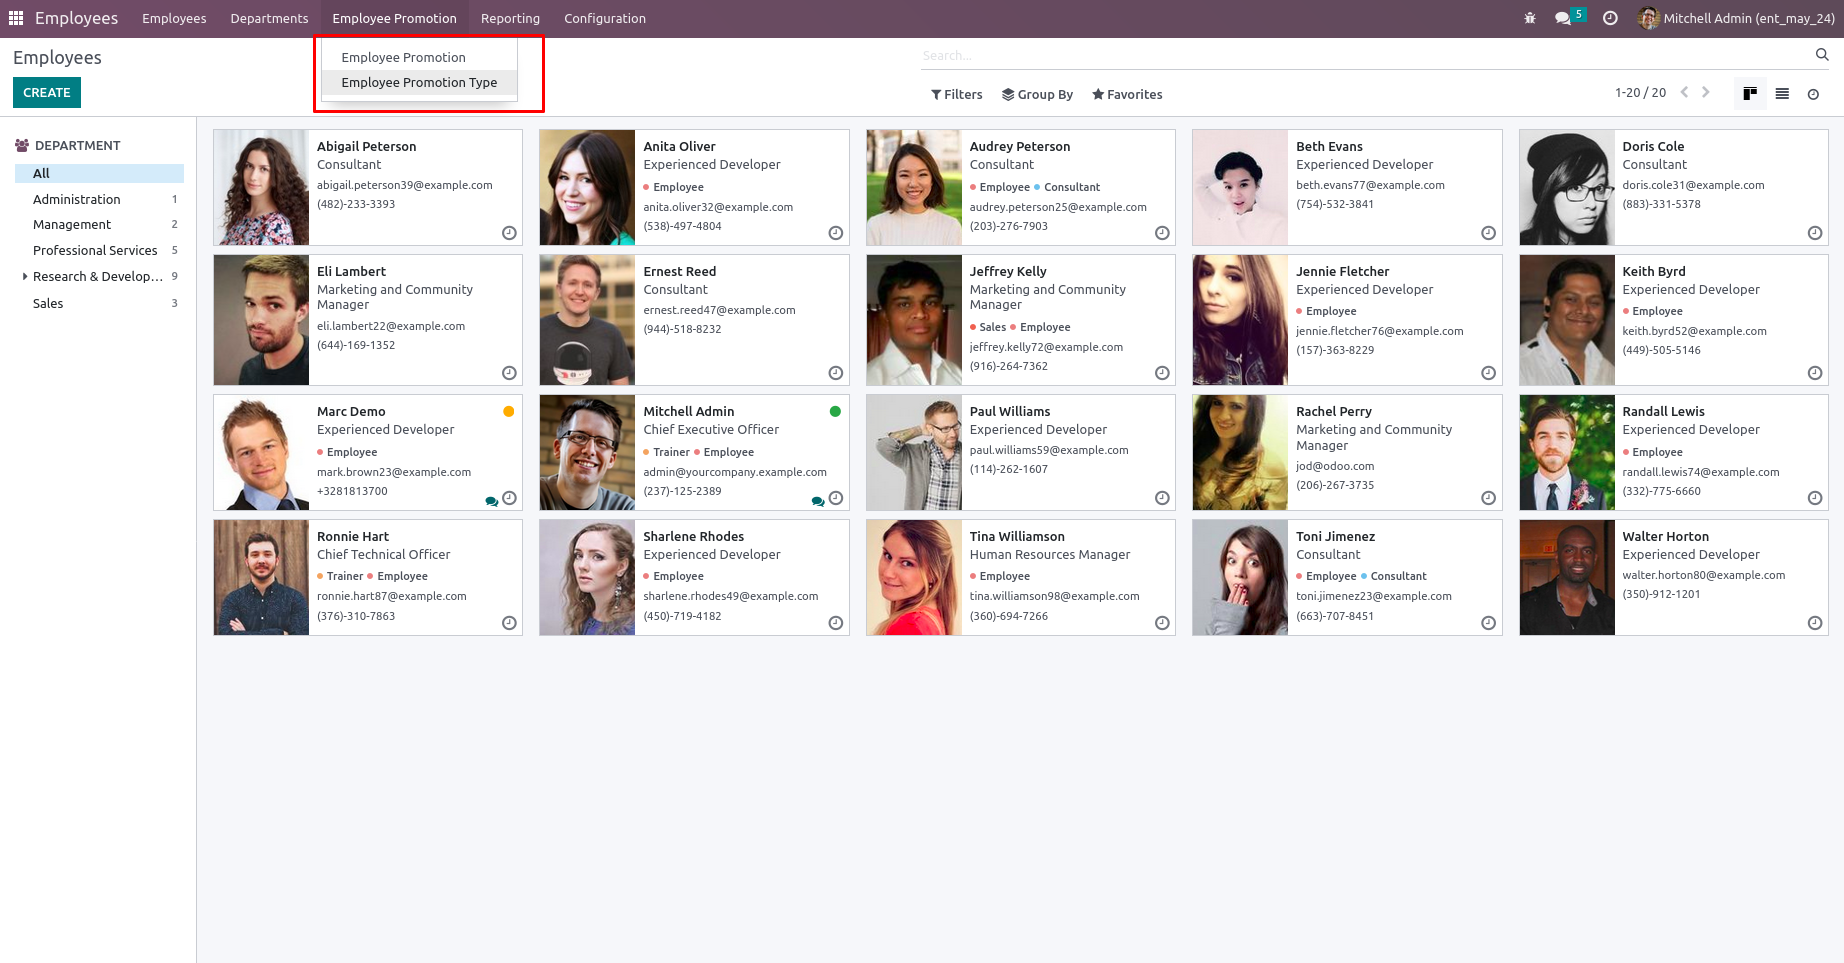 Employees Employees Departments Employee Promotion Reporting Configuration 5 Mitchell Admin (ent_may_24)
Employee Promotion
Employee Promotion Type
Employees
Search...
CREATE
Filters Group By Favorites 1-20 / 20
DEPARTMENT
All
Administration 1
Management 2
Professional Services 5
Research & Develop... 9
Sales 3
Abigail Peterson
Consultant
abigail.peterson39@example.com
(482)-233-3393
Anita Oliver
Experienced Developer
Employee
anita.oliver32@example.com
(538)-497-4804
Audrey Peterson
Consultant
Employee Consultant
audrey.peterson25@example.com
(203)-276-7903
Beth Evans
Experienced Developer
beth.evans77@example.com
(754)-532-3841
Doris Cole
Consultant
doris.cole31@example.com
(883)-331-5378
Eli Lambert
Marketing and Community
Manager
eli.lambert22@example.com
(644)-169-1352
Ernest Reed
Consultant
ernest.reed47@example.com
(944)-518-8232
Jeffrey Kelly
Marketing and Community
Manager
Sales Employee
jeffrey.kelly72@example.com
(916)-264-7362
Jennie Fletcher
Experienced Developer
Employee
jennie.fletcher76@example.com
(157)-363-8229
Keith Byrd
Experienced Developer
Employee
keith.byrd52@example.com
(449)-505-5146
Marc Demo
Experienced Developer
Employee
mark.brown23@example.com
+3281813700
Mitchell Admin
Chief Executive Officer
Trainer Employee
admin@yourcompany.example.com
(237)-125-2389
Paul Williams
Experienced Developer
paul.williams59@example.com
(114)-262-1607
Rachel Perry
Marketing and Community
Manager
jod@odoo.com
(206)-267-3735
Randall Lewis
Experienced Developer
Employee
randall.lewis74@example.com
(332)-775-6660
Ronnie Hart
Chief Technical Officer
Trainer Employee
ronnie.hart87@example.com
(376)-310-7863
Sharlene Rhodes
Experienced Developer
Employee
sharlene.rhodes49@example.com
(450)-719-4182
Tina Williamson
Human Resources Manager
Employee
tina.williamson98@example.com
(360)-694-7266
Toni Jimenez
Consultant
Employee Consultant
toni.jimenez23@example.com
(663)-707-8451
Walter Horton
Experienced Developer
walter.horton80@example.com
(350)-912-1201